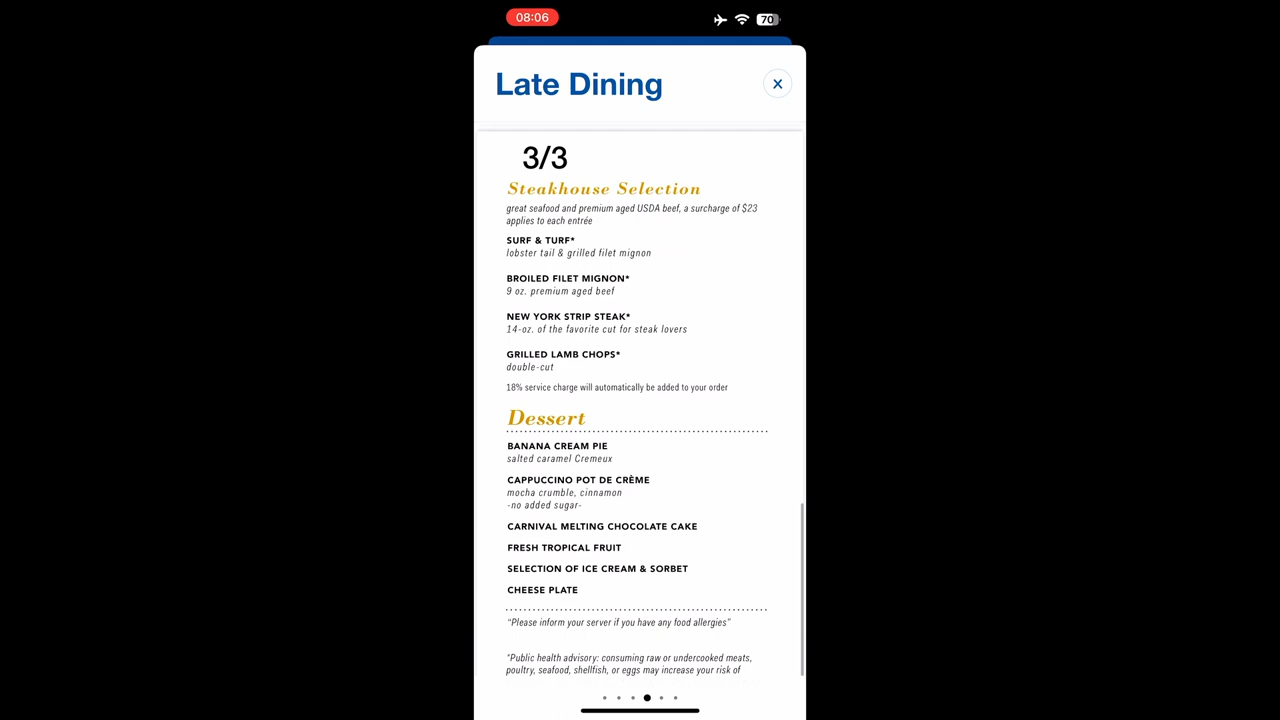 08:06
70
Late Dining
x
3/3
Steakhouse Selection
great seafood and premium aged USDA beef, a surcharge of $23
applies to each entrée
SURF & TURF*
lobster tail & grilled filet mignon
BROILED FILET MIGNON*
9 oz. premium aged beef
NEW YORK STRIP STEAK*
14-oz. of the favorite cut for steak lovers
GRILLED LAMB CHOPS*
double-cut
18% service charge will automatically be added to your order
Dessert
BANANA CREAM PIE
salted caramel Cremeux
CAPPUCCINO POT DE CRÈME
mocha crumble, cinnamon
-no added sugar-
CARNIVAL MELTING CHOCOLATE CAKE
FRESH TROPICAL FRUIT
SELECTION OF ICE CREAM & SORBET
CHEESE PLATE
"Please inform your server if you have any food allergies"
*Public health advisory: consuming raw or undercooked meats,
poultry, seafood, shellfish, or eggs may increase your risk of